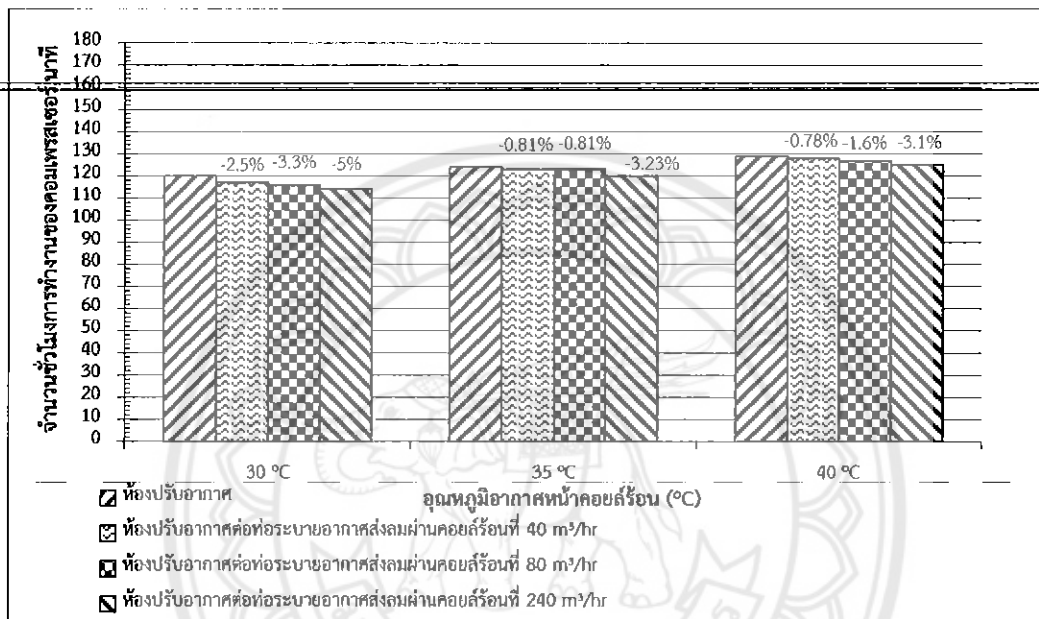 จำนวนชั่วโมงการทำงานของคอมเพรสเซอร์,นาที
180
170
160
150
140
130
120
110
100
90
80
70
60
50
40
30
20
10
0
-2.5% -3.3% -5%
-0.81% -0.81% -3.23%
-0.78% -1.6% -3.1%
30 °C 35 °C 40 °C
อุณหภูมิอากาศหน้าคอยล์ร้อน (°C)
ห้องปรับอากาศ
ห้องปรับอากาศต่อท่อระบายอากาศส่งลมผ่านคอยล์ร้อนที่ 40 m³/hr
ห้องปรับอากาศต่อท่อระบายอากาศส่งลมผ่านคอยล์ร้อนที่ 80 m³/hr
ห้องปรับอากาศต่อท่อระบายอากาศส่งลมผ่านคอยล์ร้อนที่ 240 m³/hr